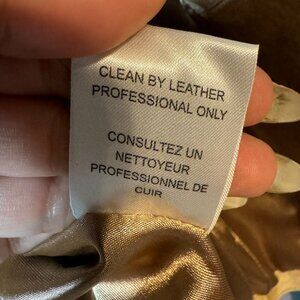 CLEAN BY LEATHER
PROFESSIONAL ONLY
CONSULTEZ UN
NETTOYEUR
PROFESSIONNEL DE
CUIR